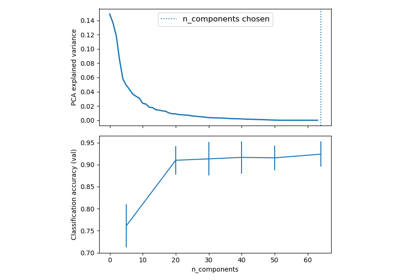 n_components chosen
PCA explained variance
0.14
0.12
0.10
0.08
0.06
0.04
0.02
0.00
Classification accuracy (val)
0.95
0.90
0.85
0.80
0.75
0.70
0 10 20 30 40 50 60
n_components